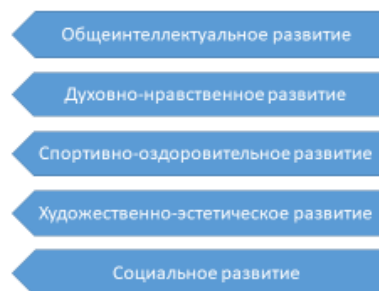 Общеинтеллектуальное развитие
Духовно-нравственное развитие
Спортивно-оздоровительное развитие
Художественно-эстетическое развитие
Социальное развитие